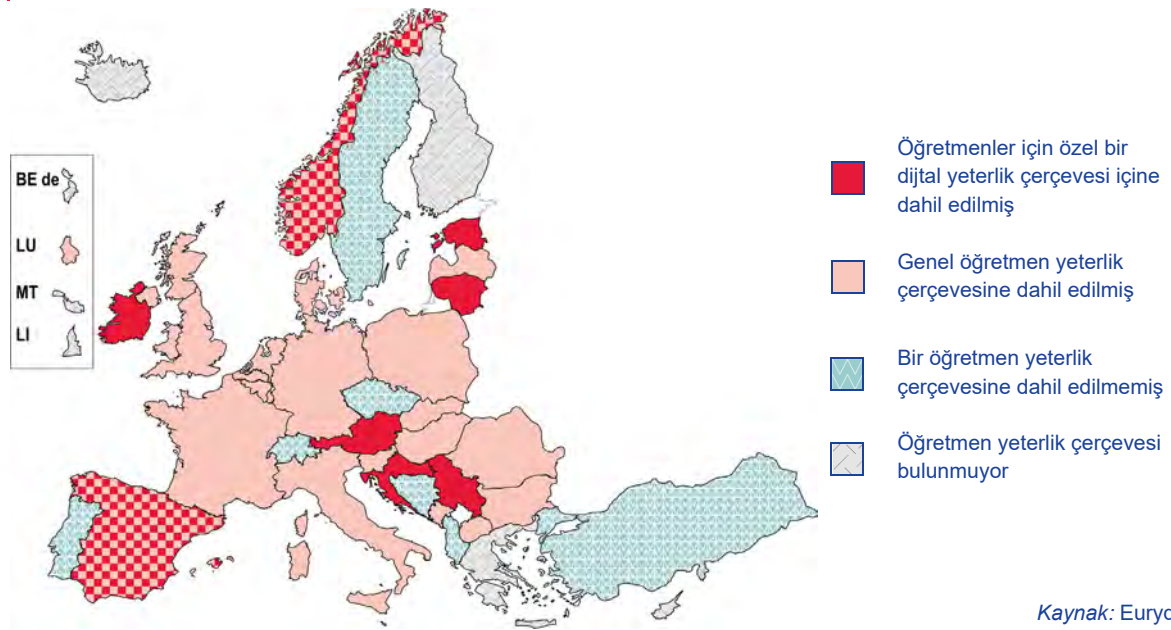 BE de
LU
MT
LI
Öğretmenler için özel bir
dijtal yeterlik çerçevesi içine
dahil edilmiş
Genel öğretmen yeterlik
çerçevesine dahil edilmiş
Bir öğretmen yeterlik
çerçevesine dahil edilmemiş
Öğretmen yeterlik çerçevesi
bulunmuyor
Kaynak: Euryd